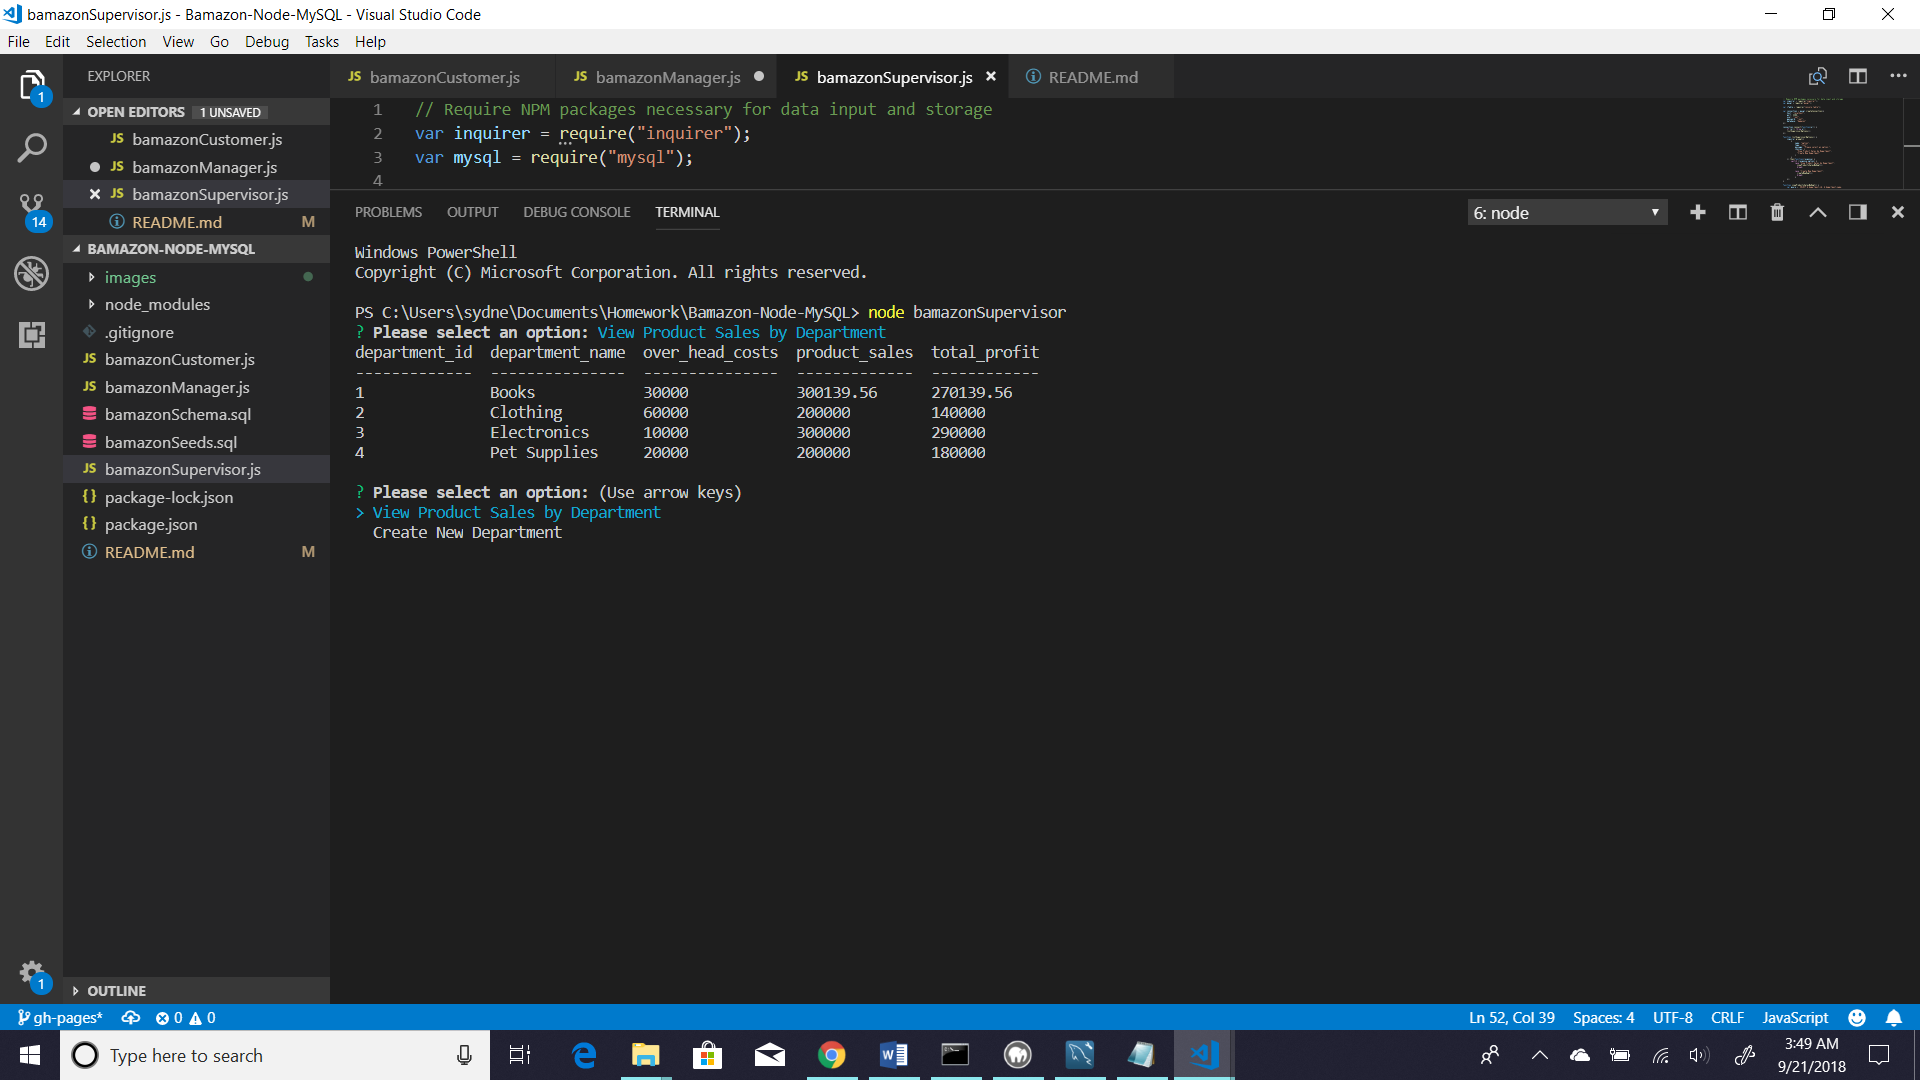 bamazonSupervisor.js - Bamazon-Node-MySQL - Visual Studio Code
File Edit Selection View Go Debug Tasks Help
EXPLORER
OPEN EDITORS 1 UNSAVED
JS bamazonCustomer.js
JS bamazonManager.js
JS bamazonSupervisor.js
README.md M
BAMAZON-NODE-MYSQL
images
node_modules
.gitignore
JS bamazonCustomer.js
JS bamazonManager.js
bamazonSchema.sql
bamazonSeeds.sql
JS bamazonSupervisor.js
{} package-lock.json
{} package.json
README.md M
OUTLINE
1
14
1
JS bamazonCustomer.js JS bamazonManager.js JS bamazonSupervisor.js README.md
1 // Require NPM packages necessary for data input and storage
2 var inquirer = require("inquirer");
3 var mysql = require("mysql");
4
PROBLEMS OUTPUT DEBUG CONSOLE TERMINAL 6: node
Windows PowerShell
Copyright (C) Microsoft Corporation. All rights reserved.
PS C:\Users\sydne\Documents\Homework\Bamazon-Node-MySQL> node bamazonSupervisor
? Please select an option: View Product Sales by Department
department_id department_name over_head_costs product_sales total_profit
------------- --------------- --------------- ------------- ------------
1 Books 30000 300139.56 270139.56
2 Clothing 60000 200000 140000
3 Electronics 10000 300000 290000
4 Pet Supplies 20000 200000 180000
? Please select an option: (Use arrow keys)
> View Product Sales by Department
Create New Department
gh-pages* 0 0 Ln 52, Col 39 Spaces: 4 UTF-8 CRLF JavaScript
Type here to search
3:49 AM
9/21/2018